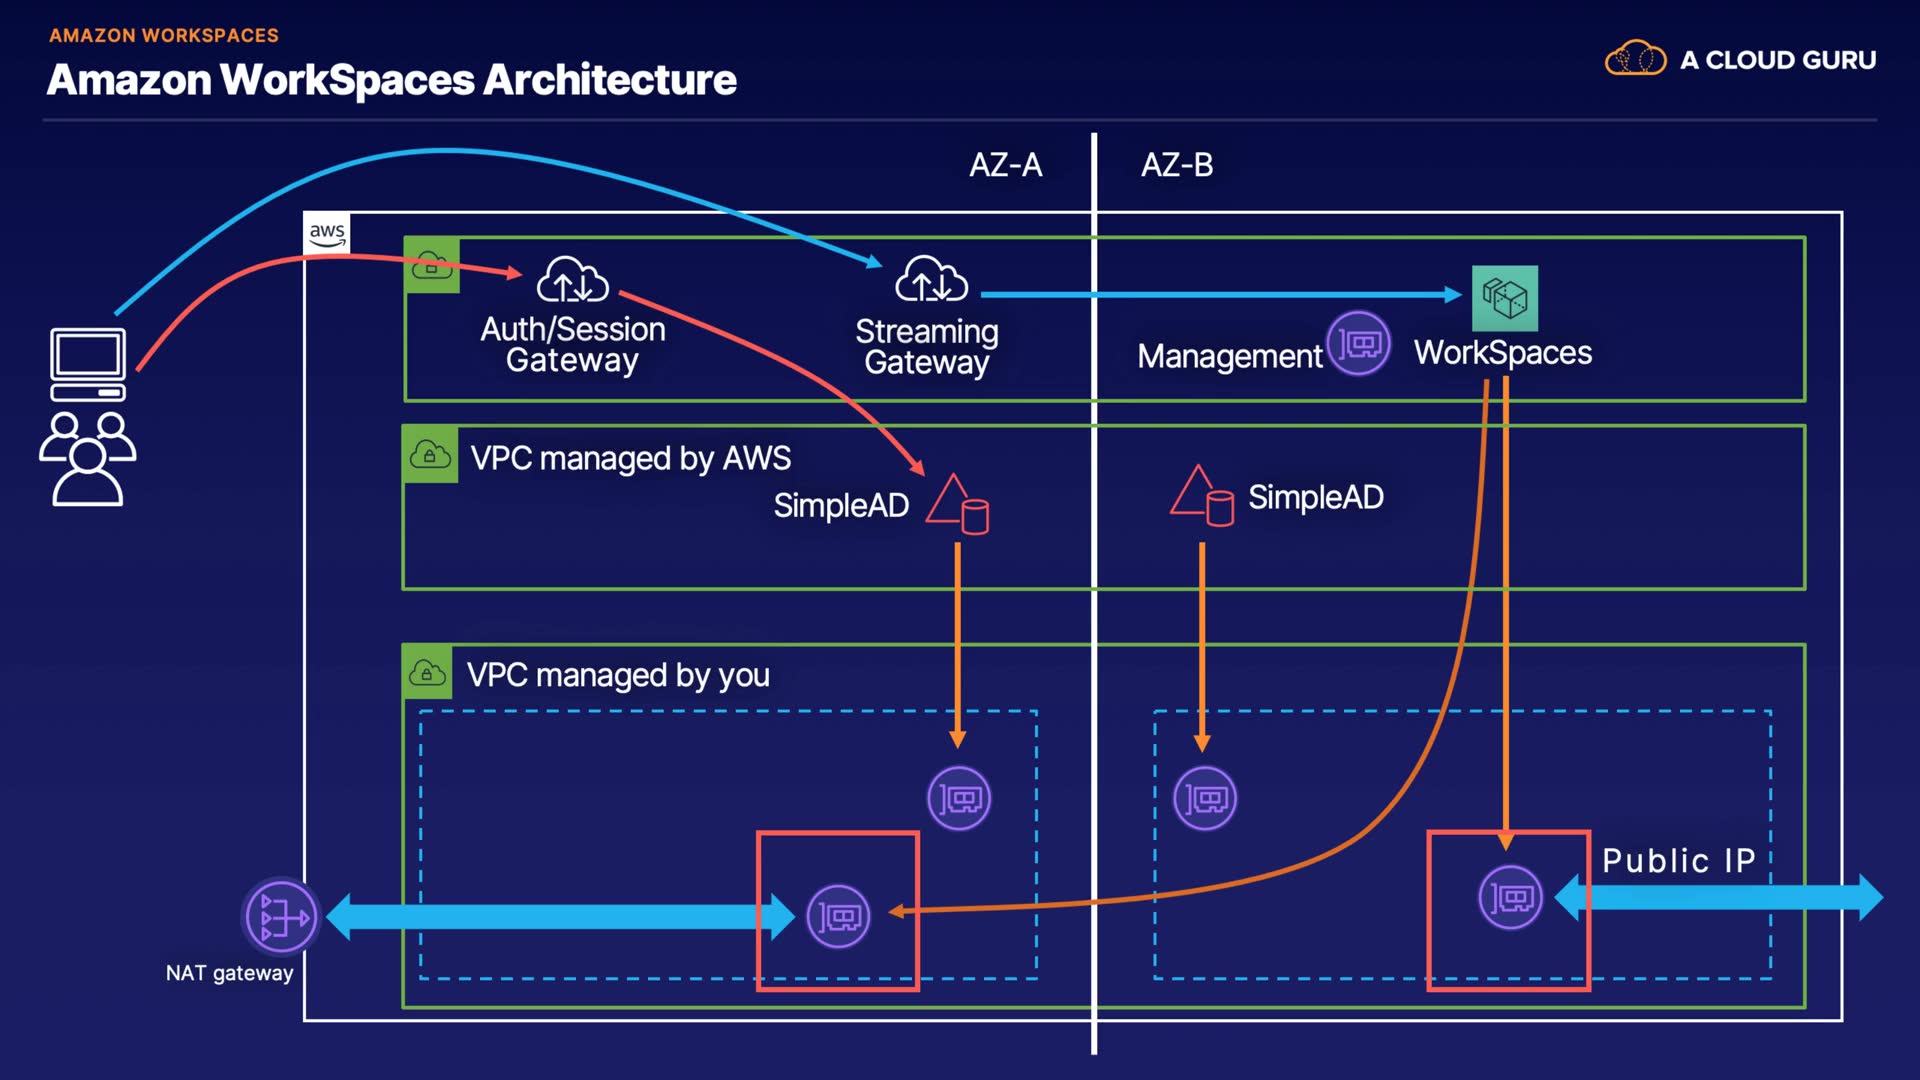 AMAZON WORKSPACES
Amazon WorkSpaces Architecture
A CLOUD GURU
AZ-A
AZ-B
aws
Auth/Session
Gateway
Streaming
Gateway
Management
WorkSpaces
VPC managed by AWS
SimpleAD
SimpleAD
VPC managed by you
Public IP
NAT gateway